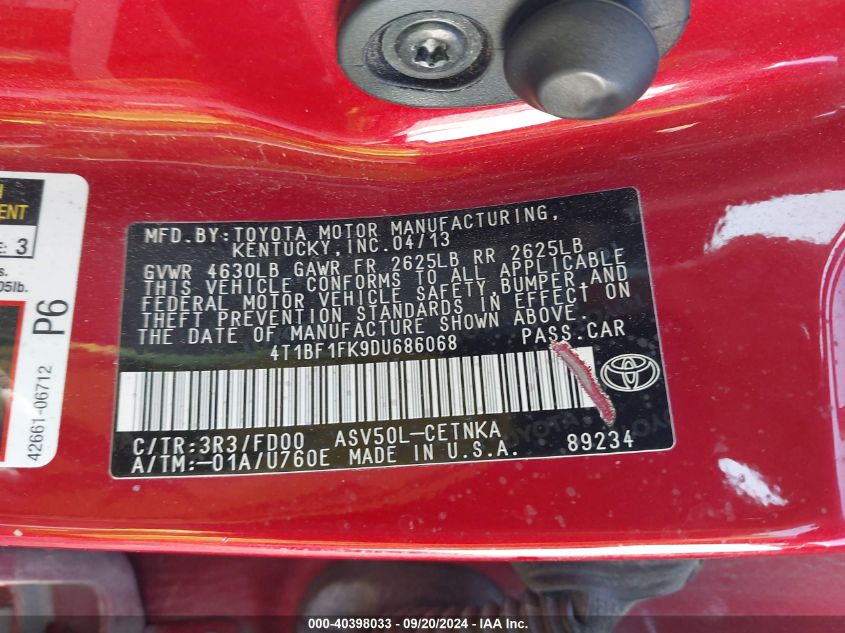 MFD.BY:TOYOTA MOTOR MANUFACTURING,
KENTUCKY,INC.04/13
GVWR 4630LB GAWR FR 2625LB RR 2625LB
THIS VEHICLE CONFORMS TO ALL APPLICABLE
FEDERAL MOTOR VEHICLE SAFETY,BUMPER,AND
THEFT PREVENTION STANDARDS IN EFFECT ON
THE DATE OF MANUFACTURE SHOWN ABOVE.
4T1BF1FK9DU686068 PASS.CAR
C/TR:3R3/FD00 ASV50L-CETNKA 89234
A/TM:-01A/U760E MADE IN U.S.A.
E: 3
05lb.
P6
42661-06712
000-40398033 - 09/20/2024 - IAA Inc.